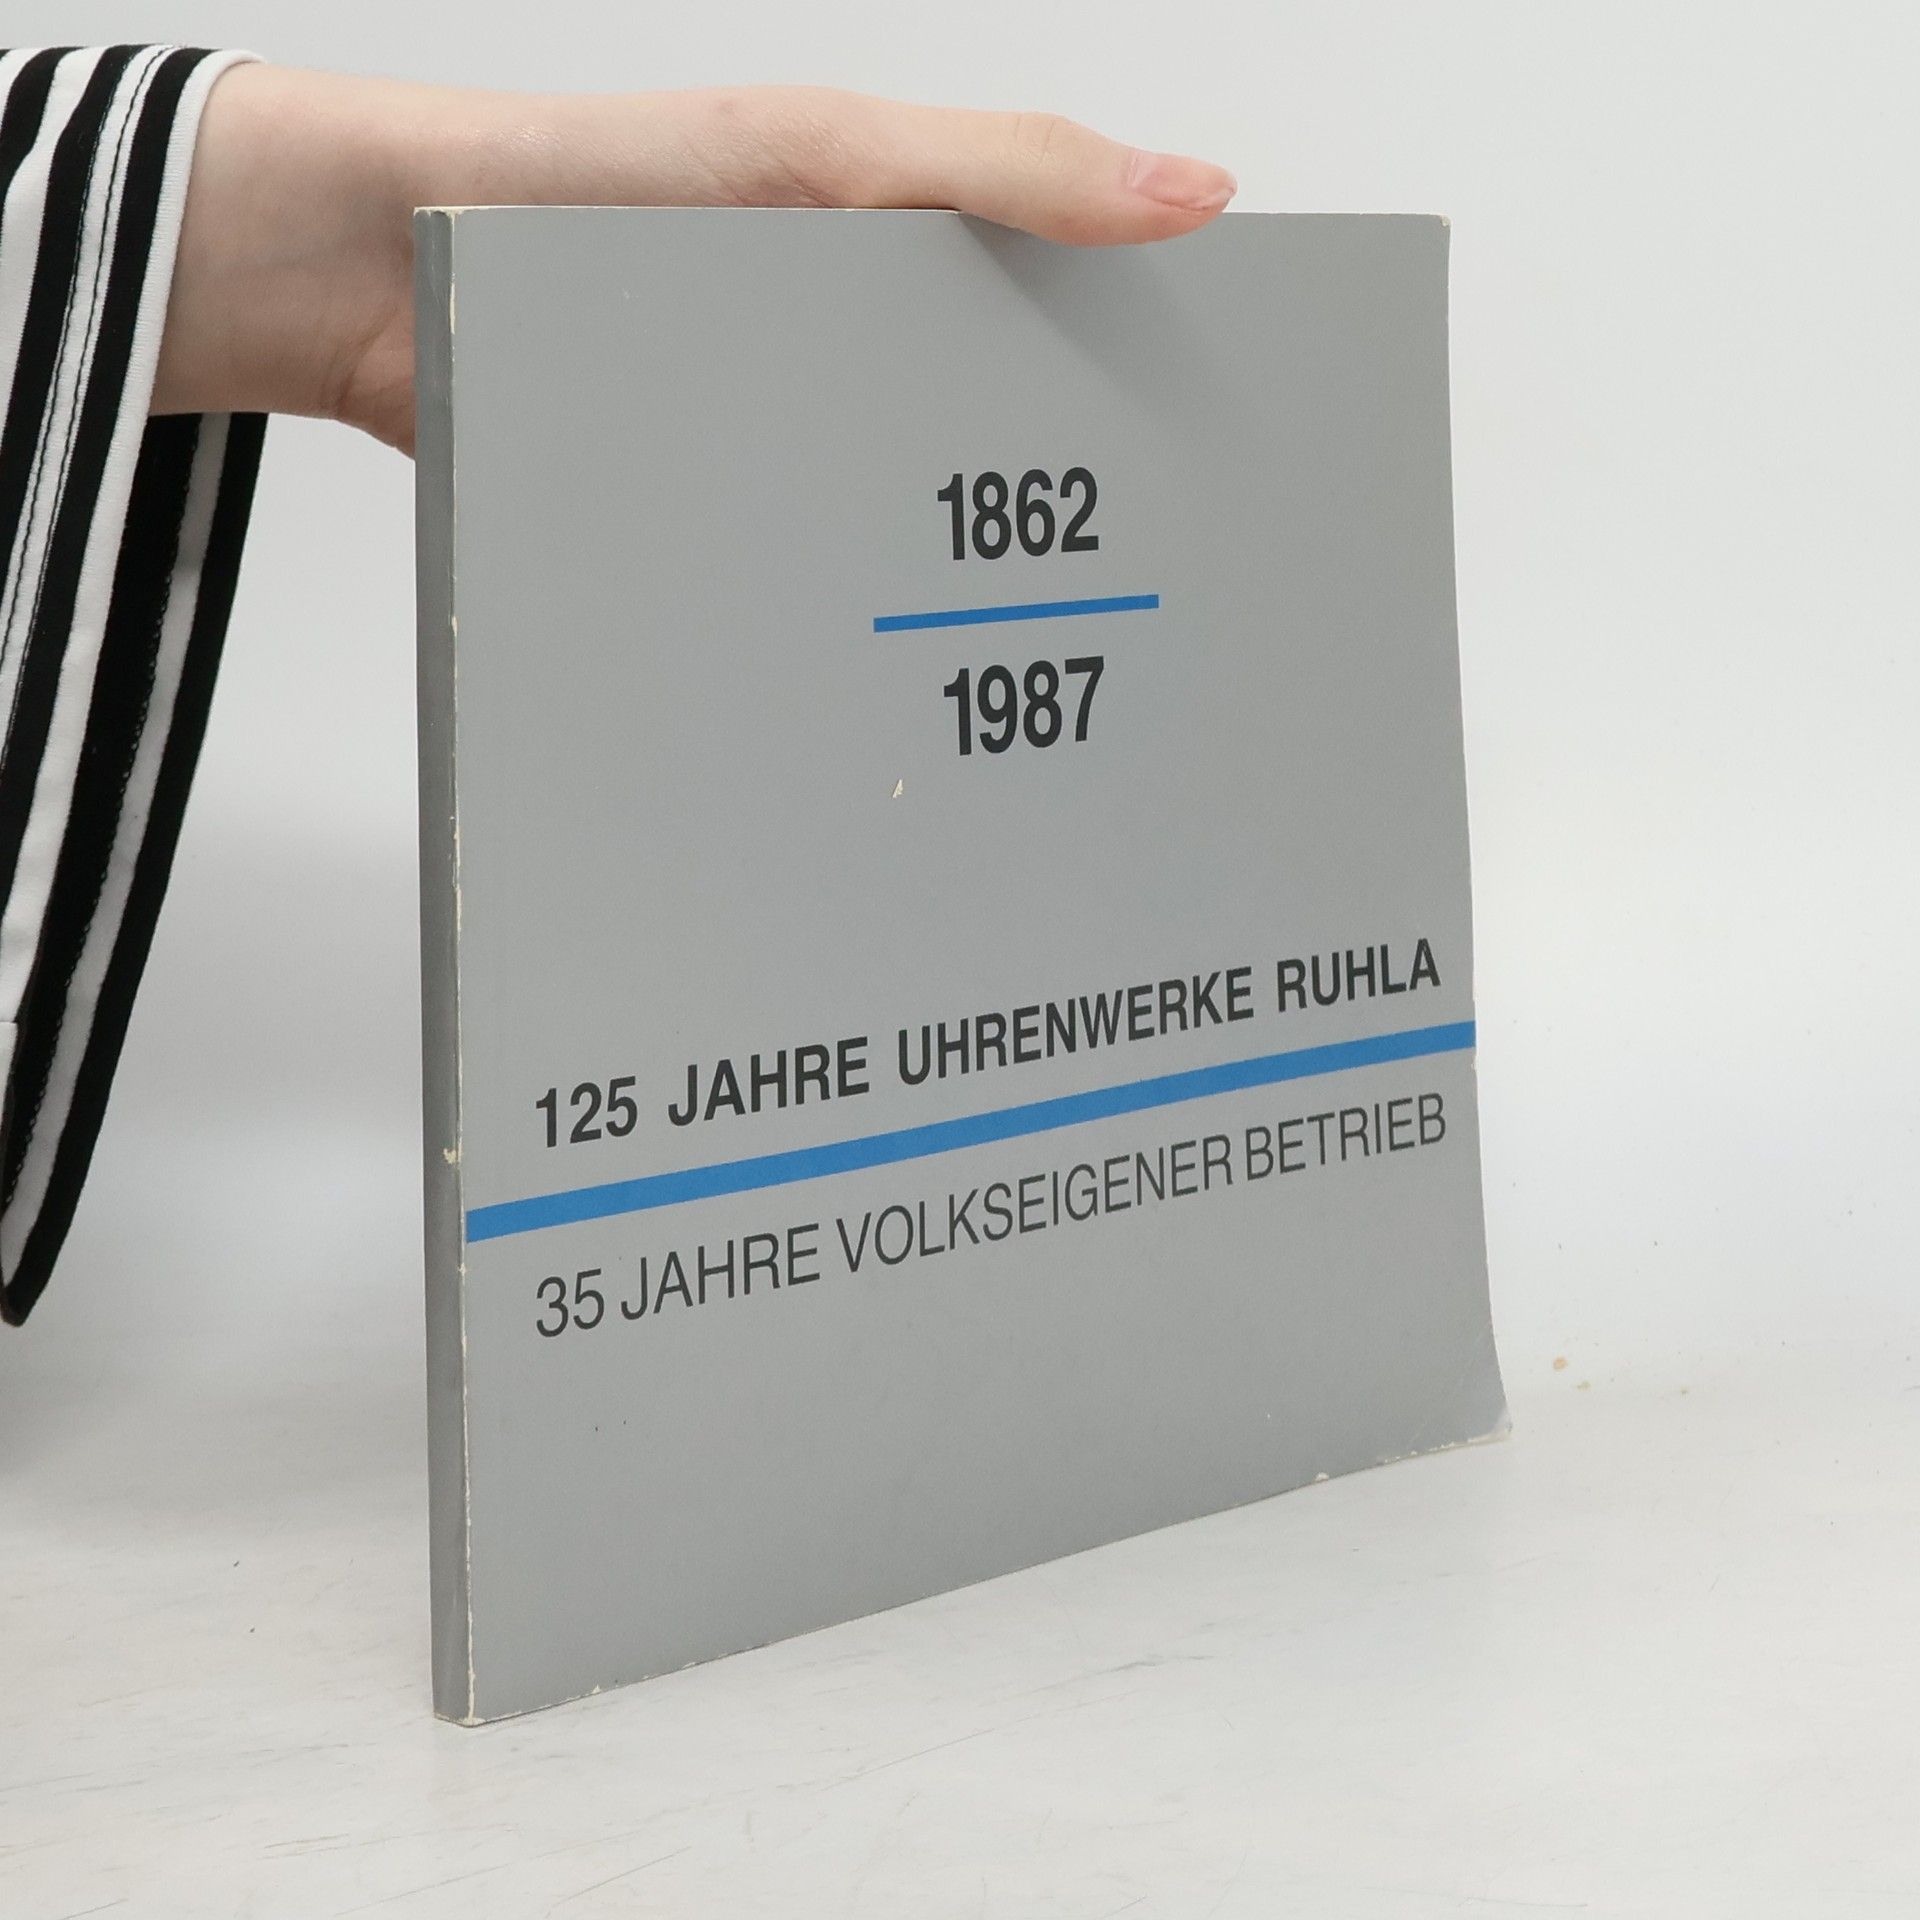 1862
1987
125 JAHRE UHRENWERKE RUHLA
35 JAHRE VOLKSEIGENER BETRIEB